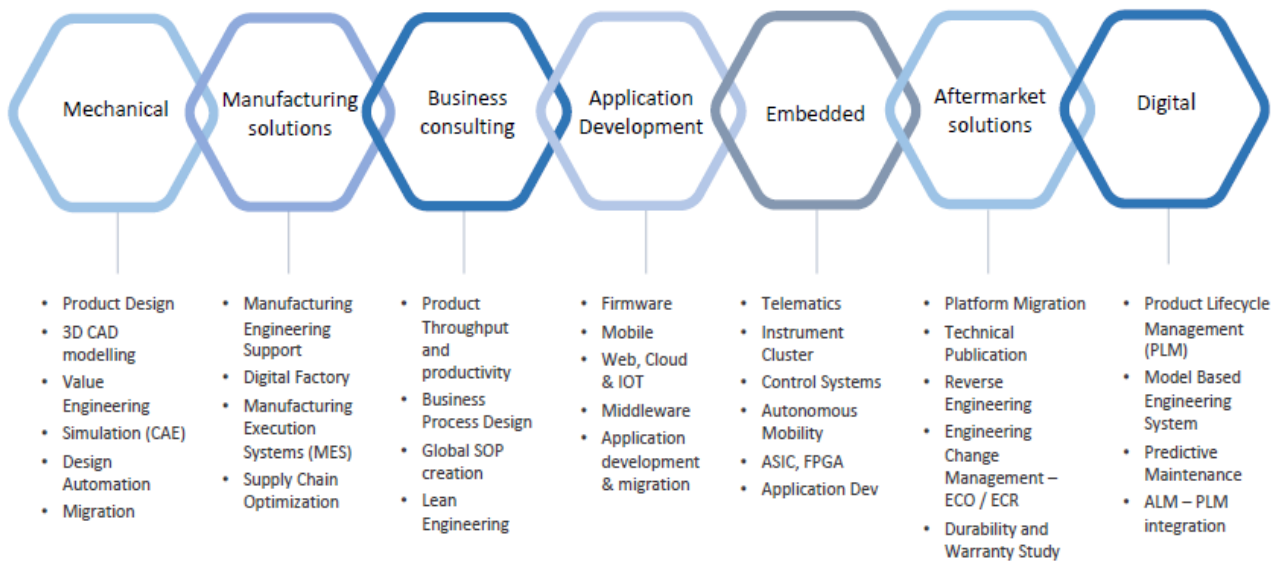 Mechanical
Manufacturing
solutions
Business
consulting
Application
Development
Embedded
Aftermarket
solutions
Digital
• Product Design
• 3D CAD
modelling
• Value
Engineering
• Simulation (CAE)
• Design
Automation
• Migration
• Manufacturing
Engineering
Support
• Digital Factory
• Manufacturing
Execution
Systems (MES)
• Supply Chain
Optimization
• Product
Throughput
and
productivity
• Business
Process Design
• Global SOP
creation
• Lean
Engineering
• Firmware
• Mobile
• Web, Cloud
& IOT
• Middleware
• Application
development
& migration
• Telematics
• Instrument
Cluster
• Control Systems
• Autonomous
Mobility
• ASIC, FPGA
• Application Dev
• Platform Migration
• Technical
Publication
• Reverse
Engineering
• Engineering
Change
Management –
ECO / ECR
• Durability and
Warranty Study
• Product Lifecycle
Management
(PLM)
• Model Based
Engineering
System
• Predictive
Maintenance
• ALM – PLM
integration